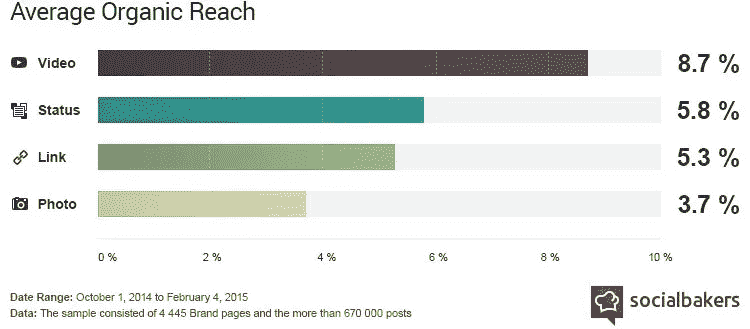 Average Organic Reach
Video 8.7 %
Status 5.8 %
Link 5.3 %
Photo 3.7 %
0 % 2 % 4 % 6 % 8 % 10 %
Date Range: October 1, 2014 to February 4, 2015
Data: The sample consisted of 4 445 Brand pages and the more than 670 000 posts
socialbakers